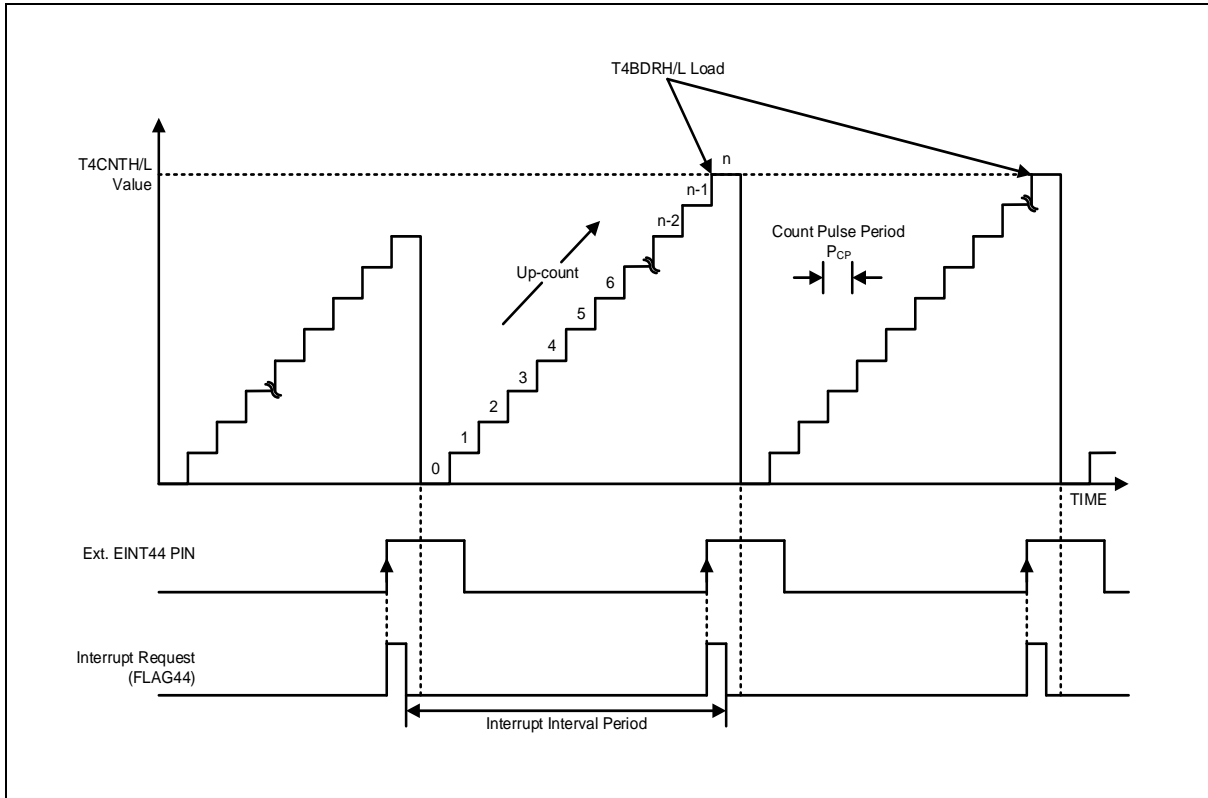 T4BDRH/L Load
T4CNTH/L
Value
n
n-1
n-2
Count Pulse Period
P_CP
Up-count
6
5
4
3
2
1
0
TIME
Ext. EINT44 PIN
Interrupt Request
(FLAG44)
Interrupt Interval Period